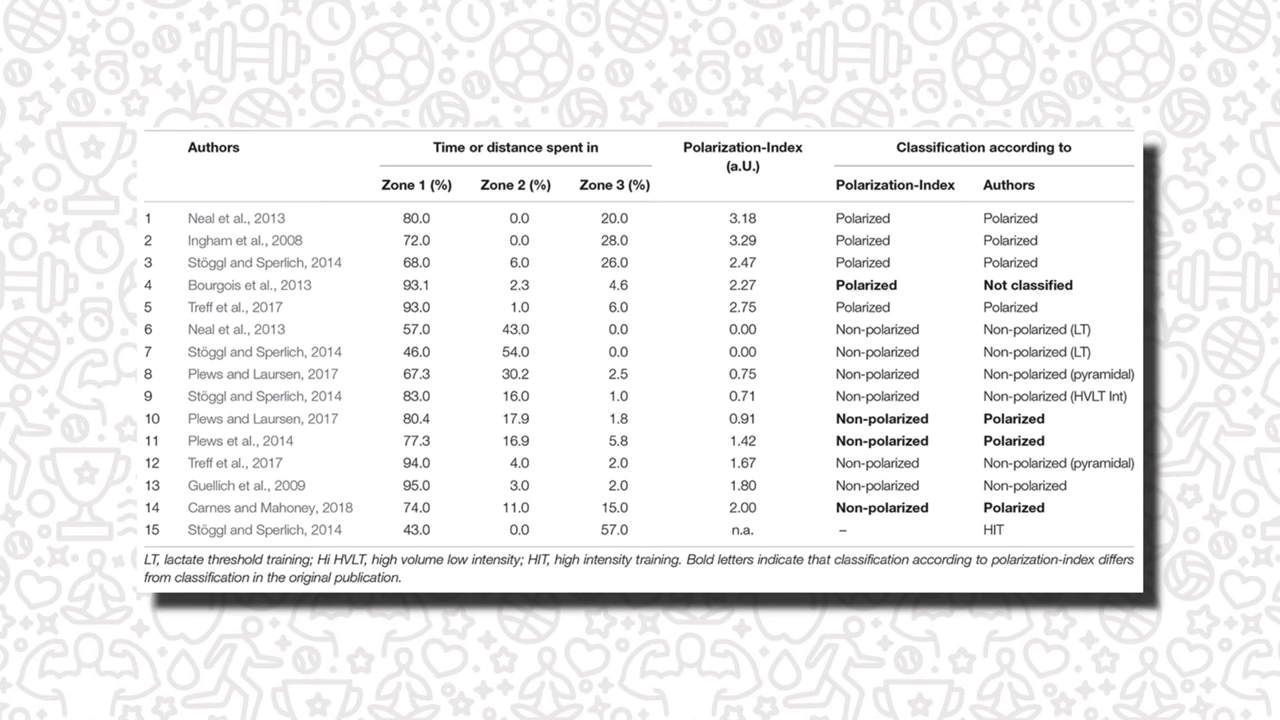 Authors Time or distance spent in Polarization-Index (a.U.) Classification according to
Zone 1 (%) Zone 2 (%) Zone 3 (%) Polarization-Index Authors
1 Neal et al., 2013 80.0 0.0 20.0 3.18 Polarized Polarized
2 Ingham et al., 2008 72.0 0.0 28.0 3.29 Polarized Polarized
3 Stöggl and Sperlich, 2014 68.0 6.0 26.0 2.47 Polarized Polarized
4 Bourgois et al., 2013 93.1 2.3 4.6 2.27 Polarized Not classified
5 Treff et al., 2017 93.0 1.0 6.0 2.75 Polarized Polarized
6 Neal et al., 2013 57.0 43.0 0.0 0.00 Non-polarized Non-polarized (LT)
7 Stöggl and Sperlich, 2014 46.0 54.0 0.0 0.00 Non-polarized Non-polarized (LT)
8 Plews and Laursen, 2017 67.3 30.2 2.5 0.75 Non-polarized Non-polarized (pyramidal)
9 Stöggl and Sperlich, 2014 83.0 16.0 1.0 0.71 Non-polarized Non-polarized (HVLT Int)
10 Plews and Laursen, 2017 80.4 17.9 1.8 0.91 Non-polarized Polarized
11 Plews et al., 2014 77.3 16.9 5.8 1.42 Non-polarized Polarized
12 Treff et al., 2017 94.0 4.0 2.0 1.67 Non-polarized Non-polarized (pyramidal)
13 Guellich et al., 2009 95.0 3.0 2.0 1.80 Non-polarized Non-polarized
14 Carnes and Mahoney, 2018 74.0 11.0 15.0 2.00 Non-polarized Polarized
15 Stöggl and Sperlich, 2014 43.0 0.0 57.0 n.a. – HIT
LT, lactate threshold training; Hi HVLT, high volume low intensity; HIT, high intensity training. Bold letters indicate that classification according to polarization-index differs
from classification in the original publication.